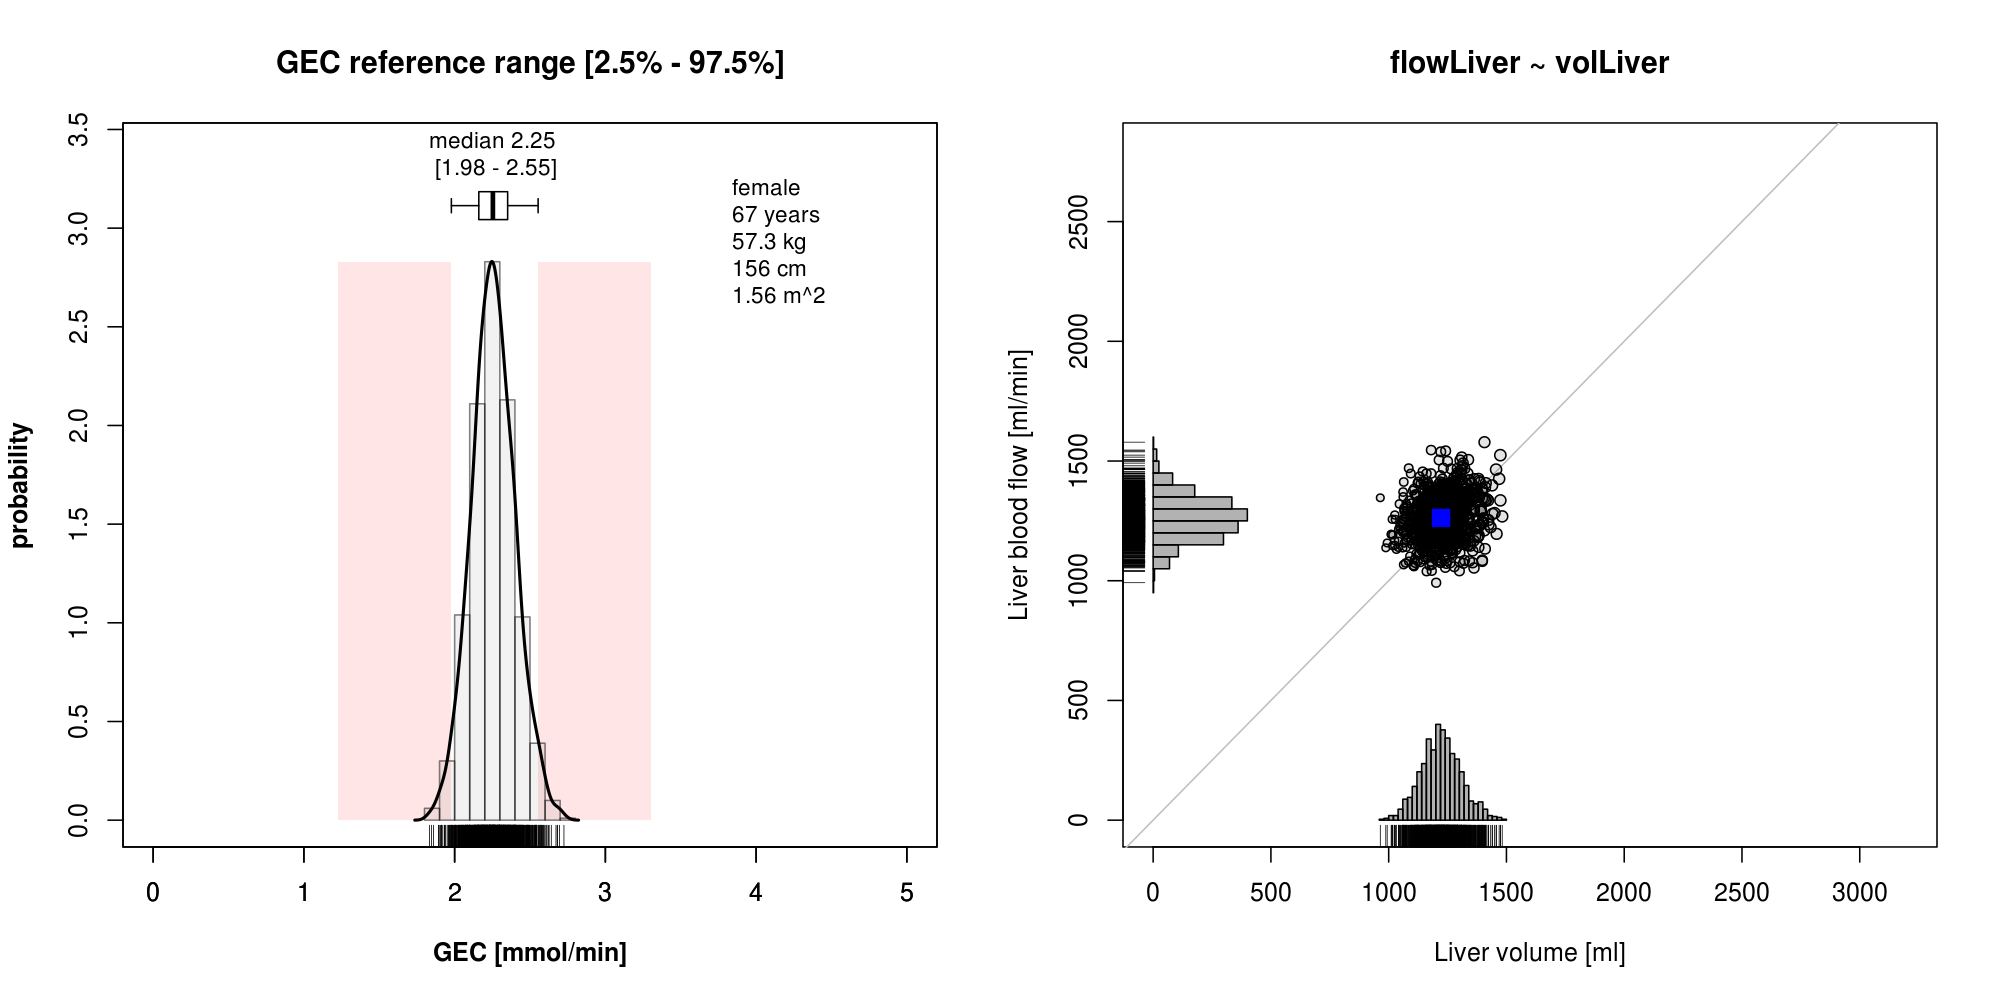 GEC reference range [2.5% - 97.5%]
median 2.25
[1.98 - 2.55]
female
67 years
57.3 kg
156 cm
1.56 m^2
probability
0.0
0.5
1.0
1.5
2.0
2.5
3.0
3.5
0 1 2 3 4 5
GEC [mmol/min]
flowLiver ~ volLiver
Liver blood flow [ml/min]
0
500
1000
1500
2000
2500
0 500 1000 1500 2000 2500 3000
Liver volume [ml]